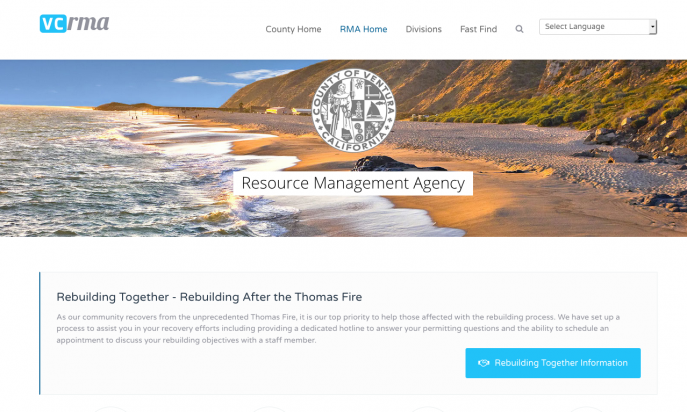 vcrma
County Home RMA Home Divisions Fast Find Select Language
COUNTY OF VENTURA
CALIFORNIA
Resource Management Agency
Rebuilding Together - Rebuilding After the Thomas Fire
As our community recovers from the unprecedented Thomas Fire, it is our top priority to help those affected with the rebuilding process. We have set up a
process to assist you in your recovery efforts including providing a dedicated hotline to answer your permitting questions and the ability to schedule an
appointment to discuss your rebuilding objectives with a staff member.
Rebuilding Together Information